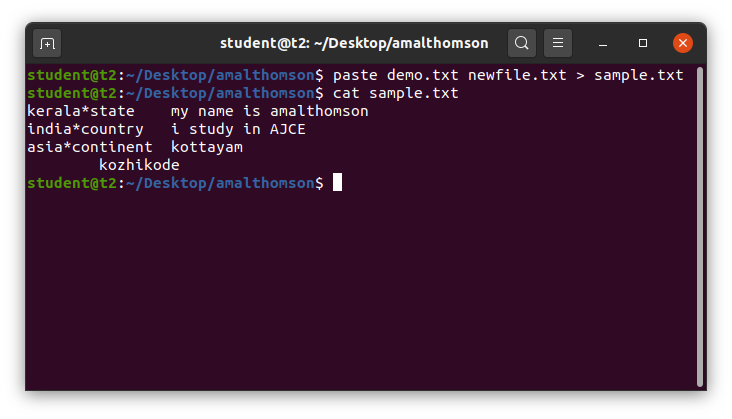 student@t2: ~/Desktop/amalthomson
student@t2:~/Desktop/amalthomson$ paste demo.txt newfile.txt > sample.txt
student@t2:~/Desktop/amalthomson$ cat sample.txt
kerala*state    my name is amalthomson
india*country   i study in AJCE
asia*continent  kottayam
        kozhikode
student@t2:~/Desktop/amalthomson$